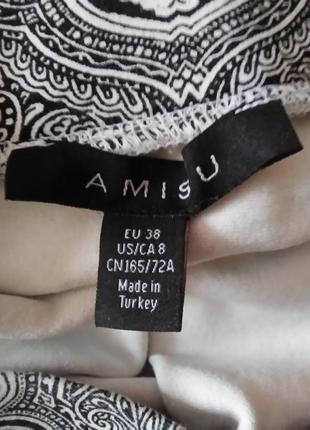 AMISU
EU 38
US/CA 8
CN165/72A
Made in
Turkey